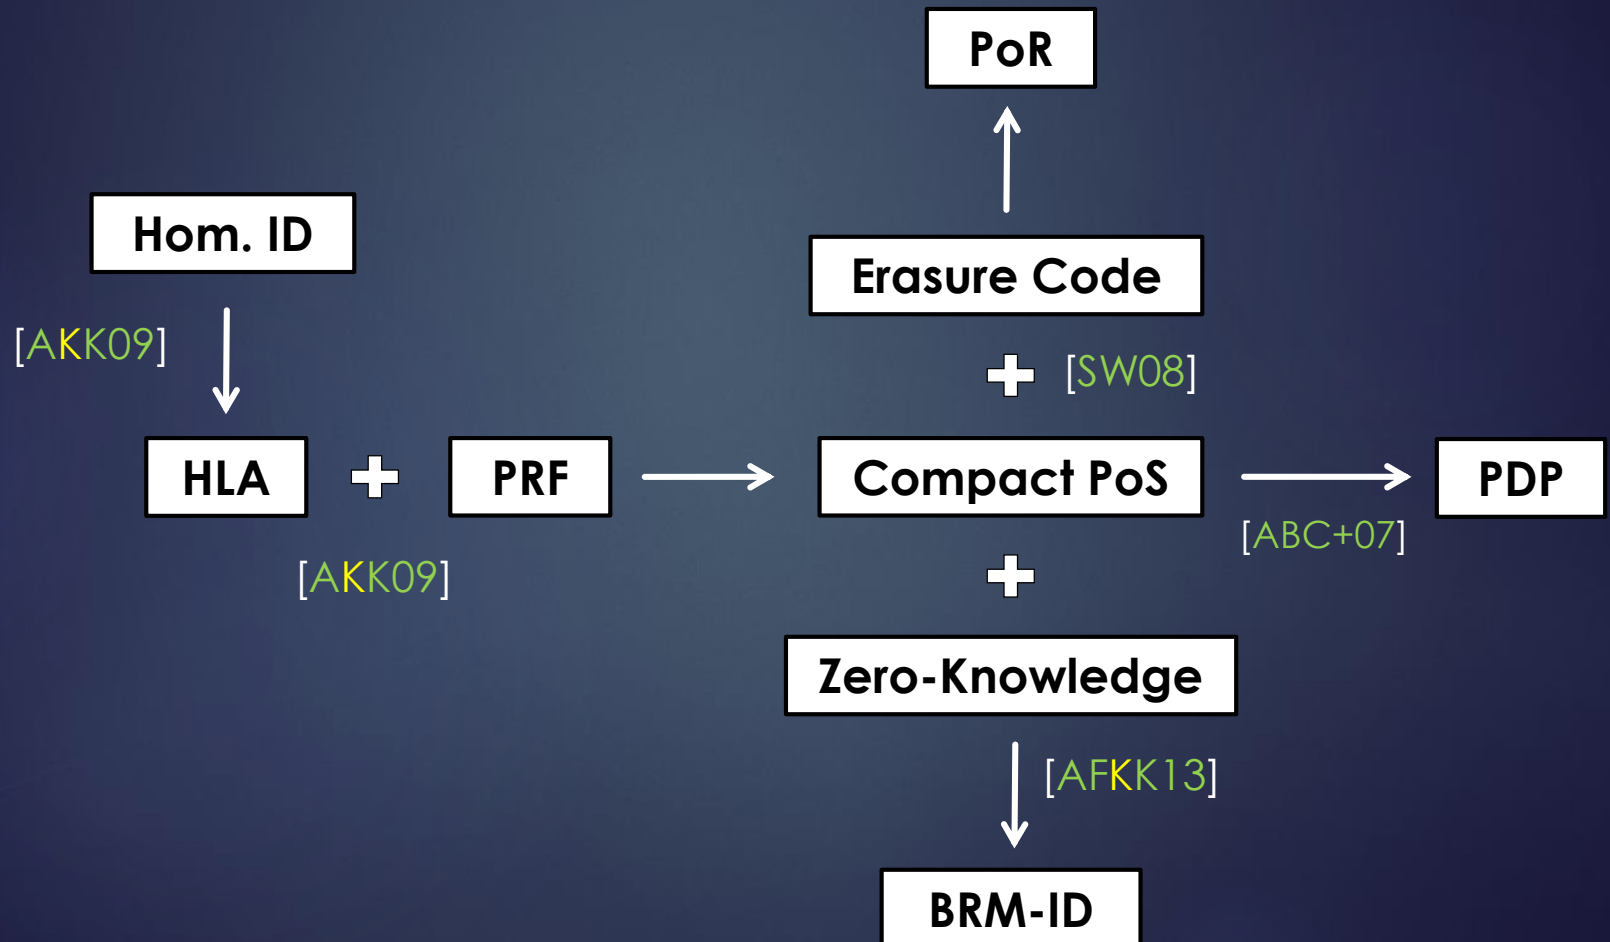 PoR
Hom. ID
Erasure Code
[AKK09]
[SW08]
HLA
PRF
Compact PoS
PDP
[ABC+07]
[AKK09]
Zero-Knowledge
[AFKK13]
BRM-ID